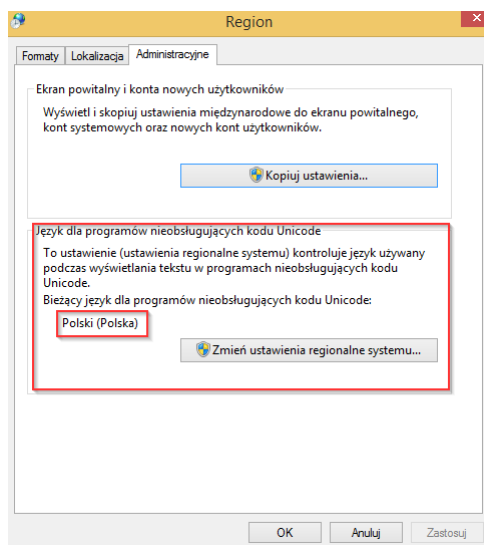 Region
Formaty Lokalizacja Administracyjne
Ekran powitalny i konta nowych użytkowników
Wyświetl i skopiuj ustawienia międzynarodowe do ekranu powitalnego,
kont systemowych oraz nowych kont użytkowników.
Kopiuj ustawienia...
Język dla programów nieobsługujących kodu Unicode
To ustawienie (ustawienia regionalne systemu) kontroluje język używany
podczas wyświetlania tekstu w programach nieobsługujących kodu
Unicode.
Bieżący język dla programów nieobsługujących kodu Unicode:
Polski (Polska)
Zmień ustawienia regionalne systemu...
OK Anuluj Zastosuj